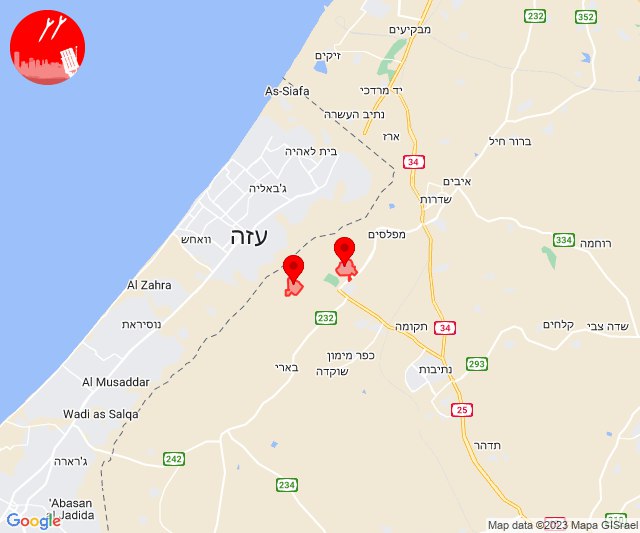 232
352
מבקיעים
זיקים
As-Siafa
יד מרדכי
נתיב העשרה
ארז
ברור חיל
בית לאהיה
34
ג'באליה
איבים
שדרות
עזה
וואחש
מפלסים
334
רוחמה
Al Zahra
232
נוסיראת
תקומה
34
קלחים
שדה צבי
כפר מימון
שוקדה
בארי
293
נתיבות
Al Musaddar
25
Wadi as Salqa
תדהר
242
ג'רארה
234
'Abasan
al Jadida
Google
Map data ©2023 Mapa GISrael